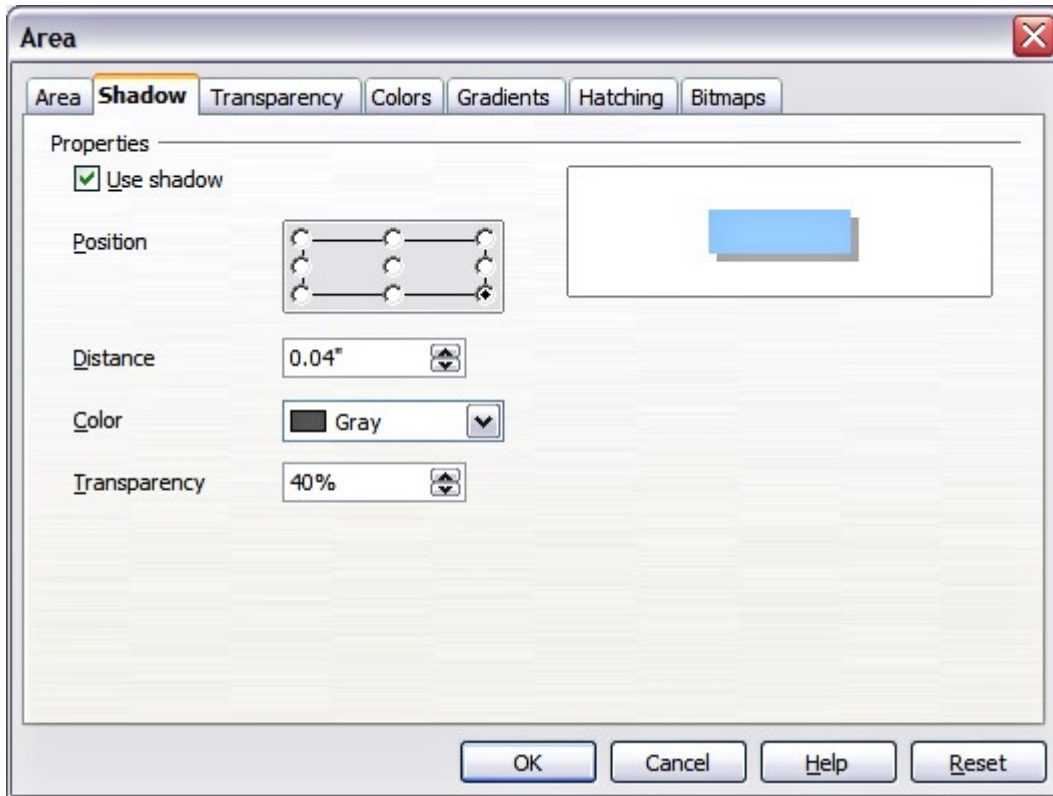 Area
Area Shadow Transparency Colors Gradients Hatching Bitmaps
Properties
Use shadow
Position
Distance 0.04"
Color Gray
Transparency 40%
OK Cancel Help Reset